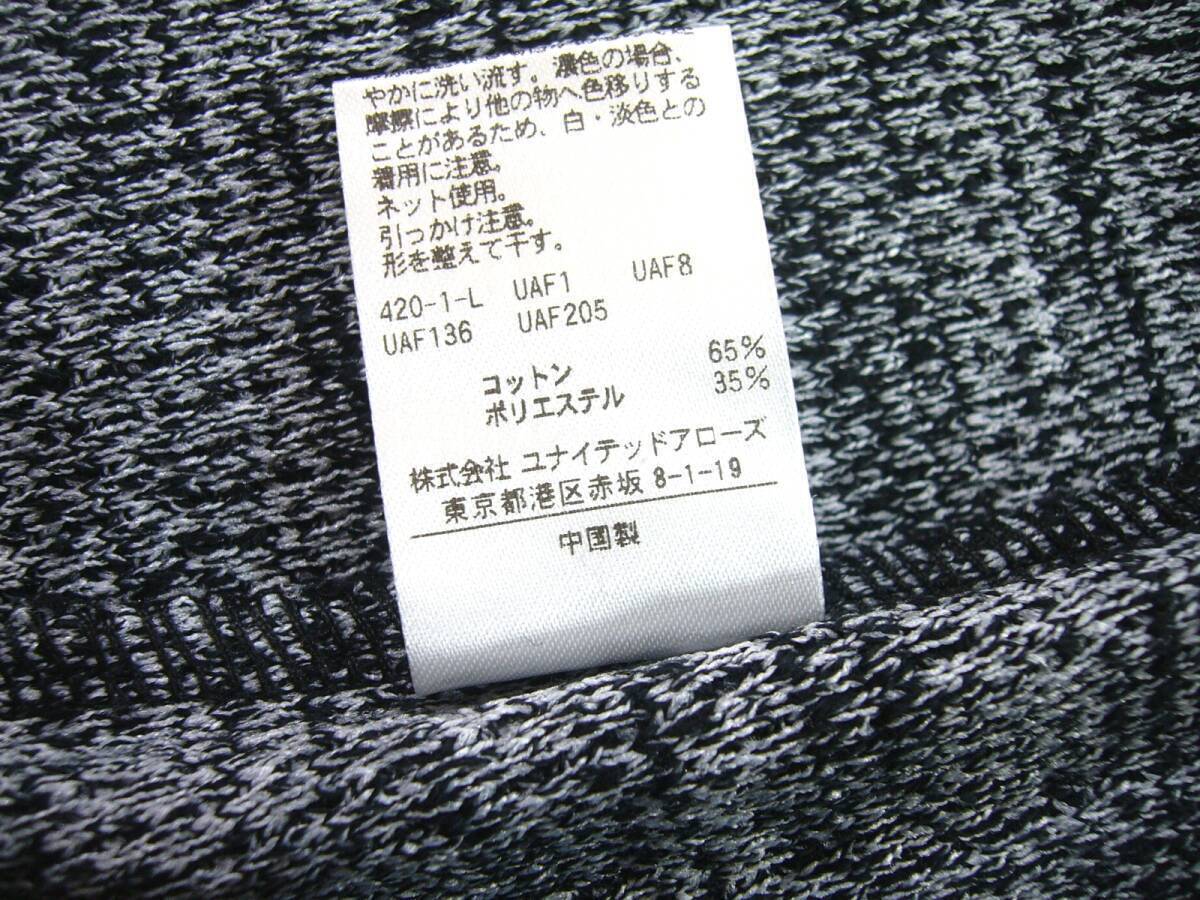 やかに洗い流す。濃色の場合、
摩擦により他の物へ色移りする
ことがあるため、白・淡色との
着用に注意。
ネット使用。
引っかけ注意。
形を整えて干す。
420-1-L UAF1 UAF8
UAF136 UAF205
コットン 65%
ポリエステル 35%
株式会社 ユナイテッドアローズ
東京都港区赤坂 8-1-19
中国製